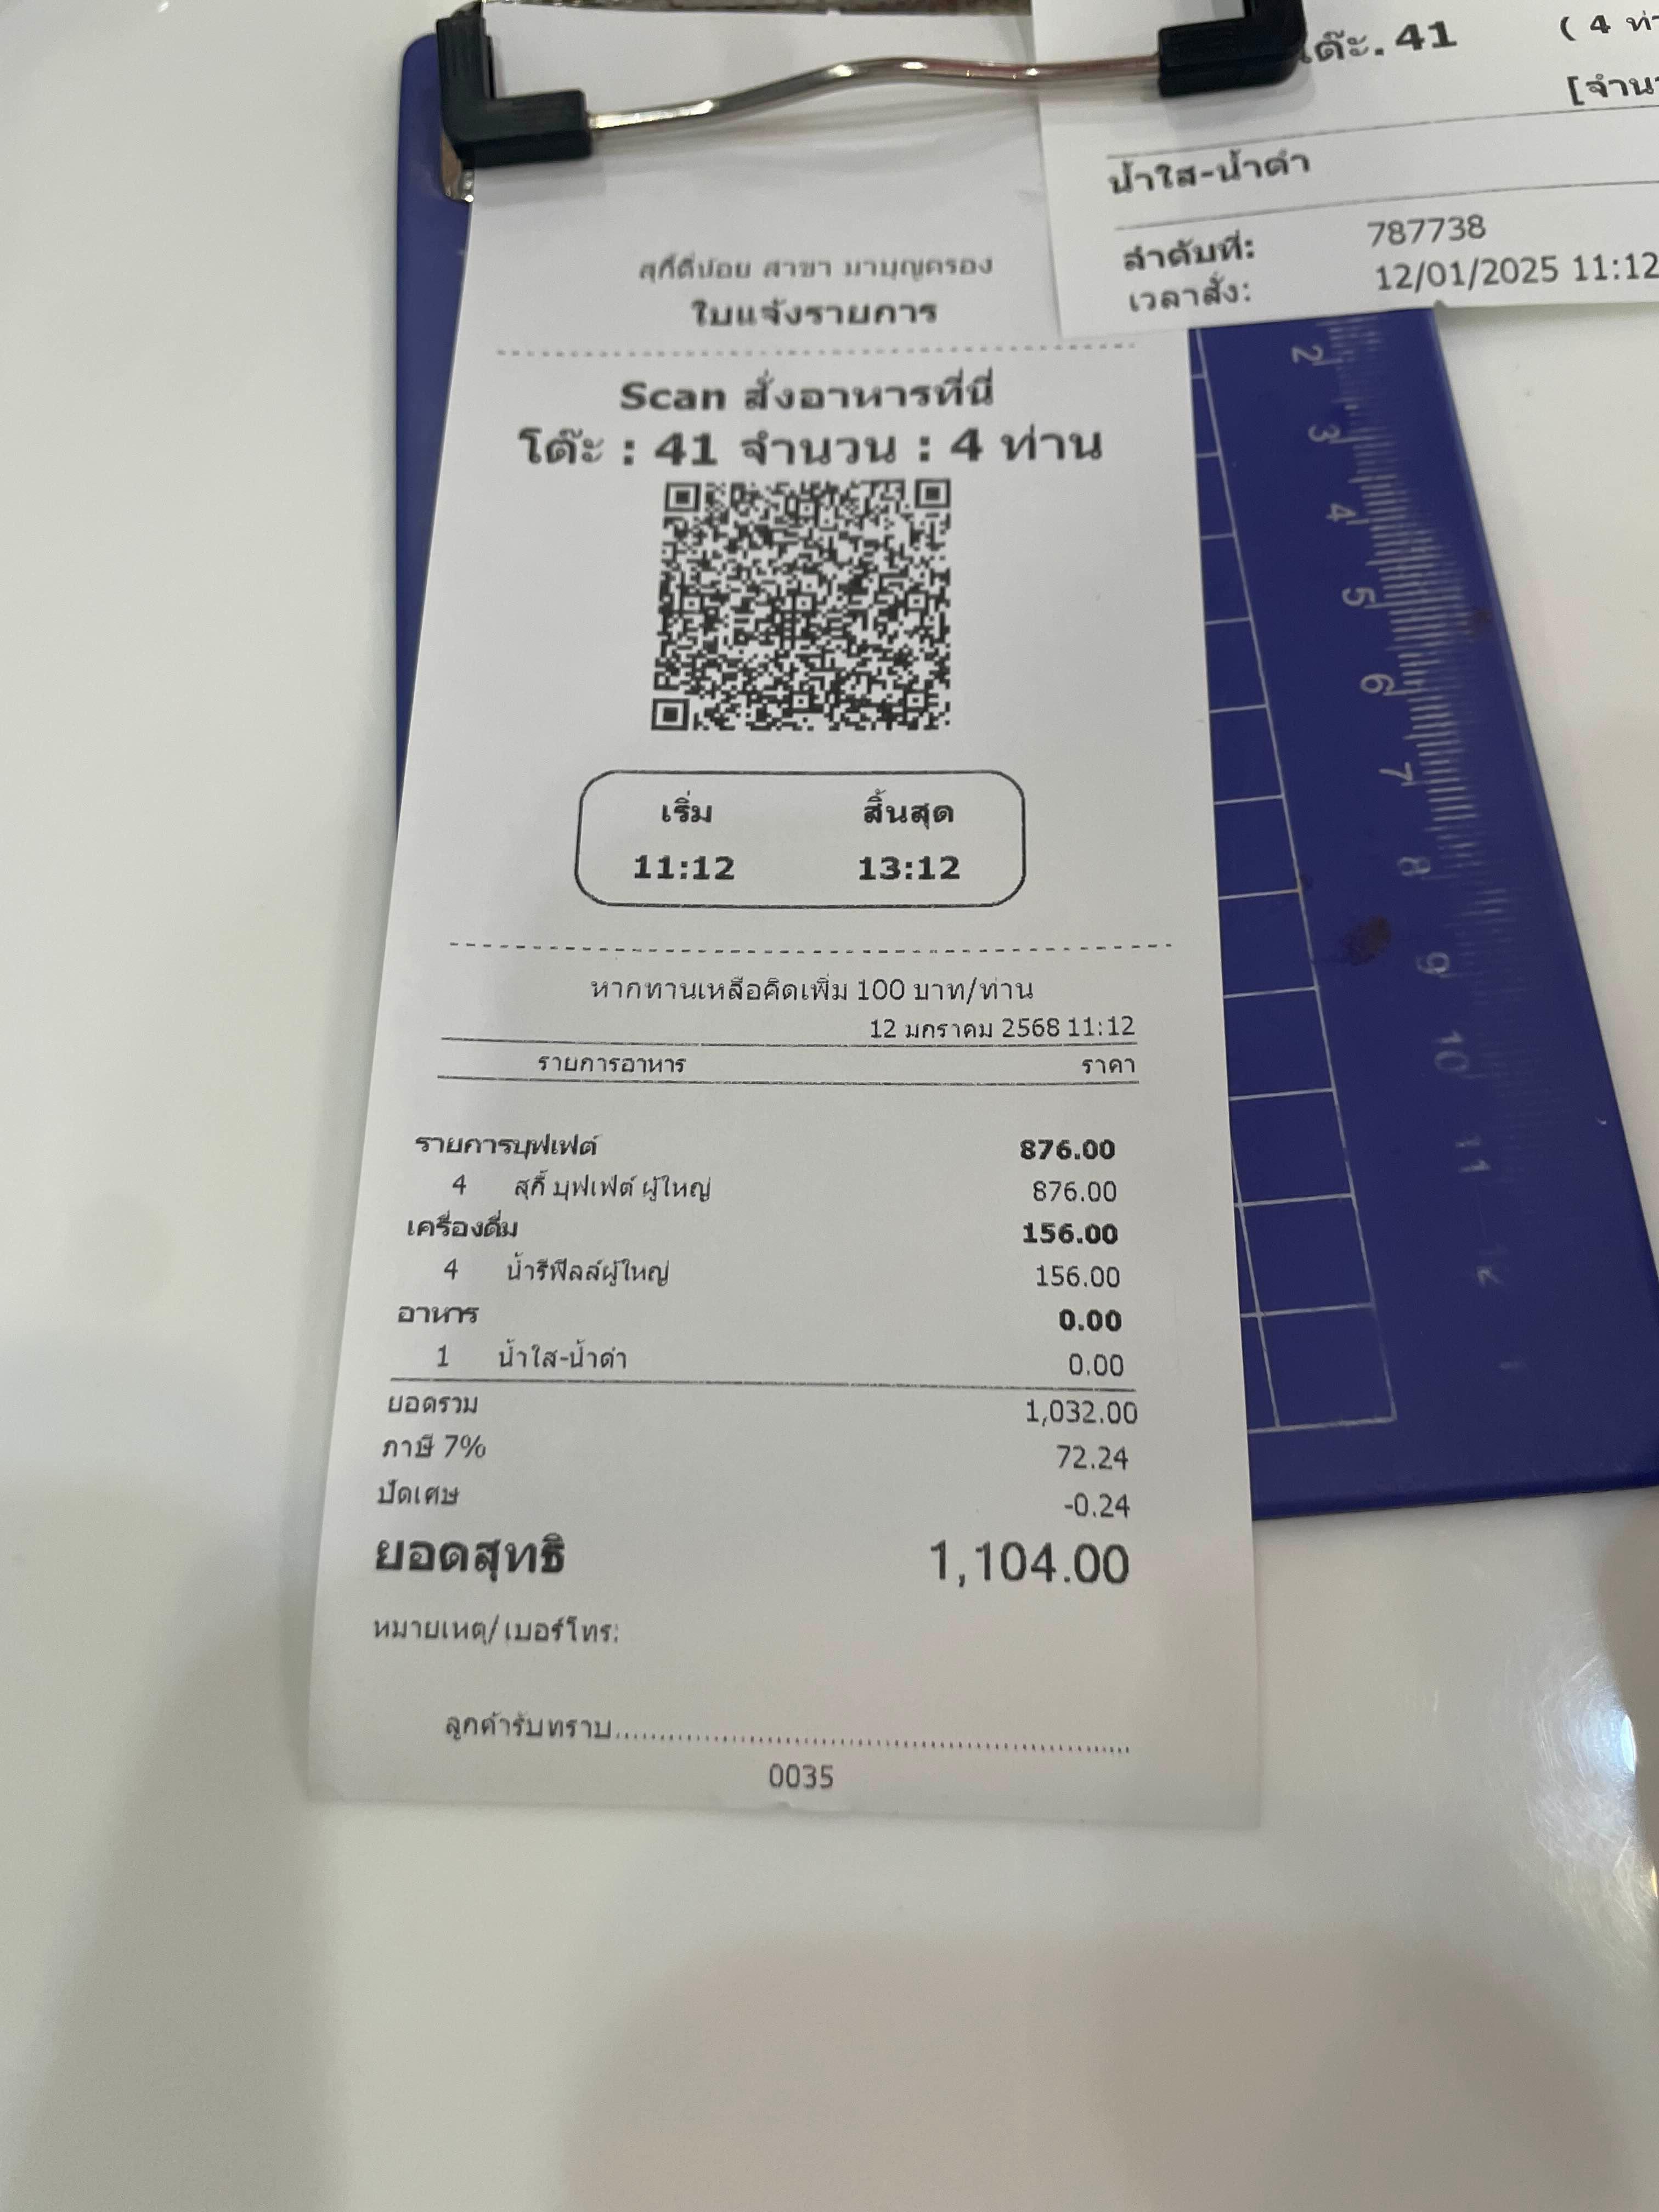 สุกี้ตี๋น้อย สาขา มาบุญครอง
ใบแจ้งรายการ
Scan สั่งอาหารที่นี่
โต๊ะ : 41 จำนวน : 4 ท่าน
เริ่ม สิ้นสุด
11:12 13:12
หากทานเหลือคิดเพิ่ม 100 บาท/ท่าน
12 มกราคม 2568 11:12
รายการอาหาร ราคา
รายการบุฟเฟต์ 876.00
4 สุกี้ บุฟเฟต์ ผู้ใหญ่ 876.00
เครื่องดื่ม 156.00
4 น้ำรีฟิลล์ผู้ใหญ่ 156.00
อาหาร 0.00
1 น้ำใส-น้ำดำ 0.00
ยอดรวม 1,032.00
ภาษี 7% 72.24
ปัดเศษ -0.24
ยอดสุทธิ 1,104.00
หมายเหตุ/ เบอร์โทร:
ลูกค้ารับทราบ
0035
โต๊ะ. 41 ( 4 ท่า
[จำน
น้ำใส-น้ำดำ
ลำดับที่: 787738
เวลาสั่ง: 12/01/2025 11:12
2
3
4
5
6
7
8
9
10
11
12